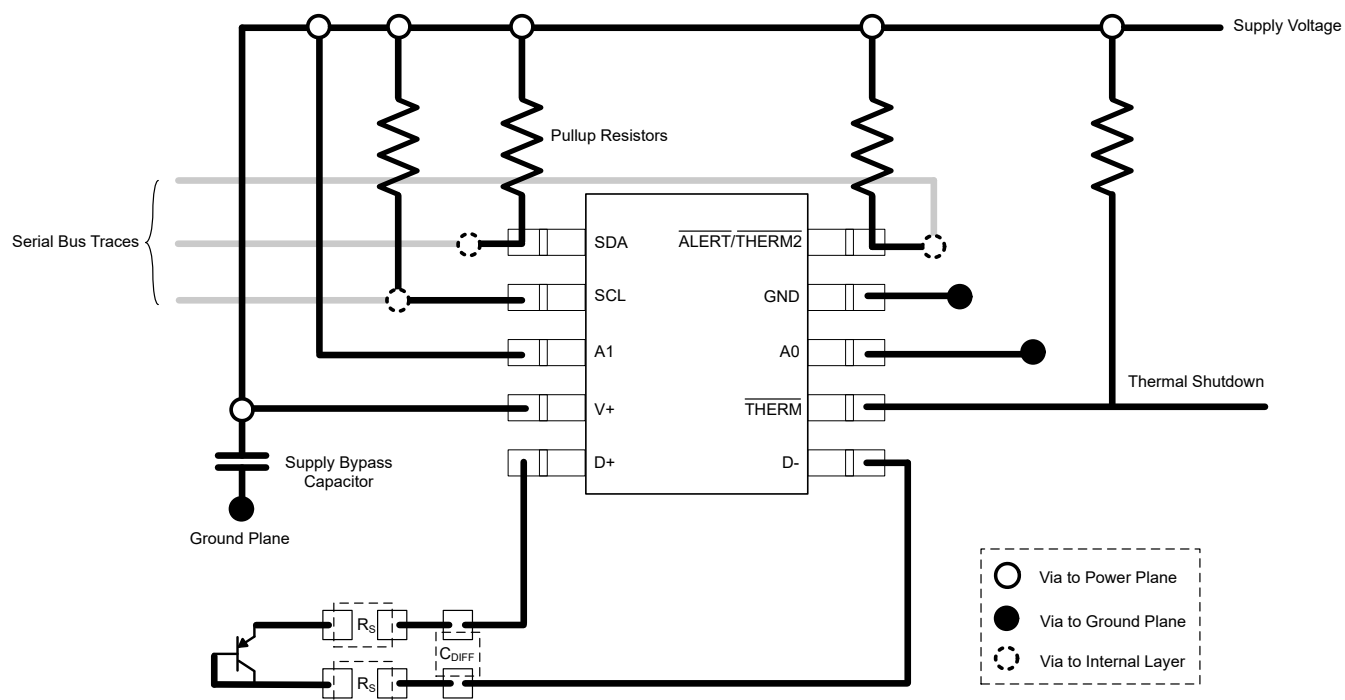 Supply Voltage
Pullup Resistors
Serial Bus Traces
SDA
ALERT/THERM2
SCL
GND
A1
A0
Thermal Shutdown
V+
THERM
Supply Bypass
Capacitor
D+
D-
Ground Plane
Via to Power Plane
Via to Ground Plane
Via to Internal Layer
RS
CDIFF
RS